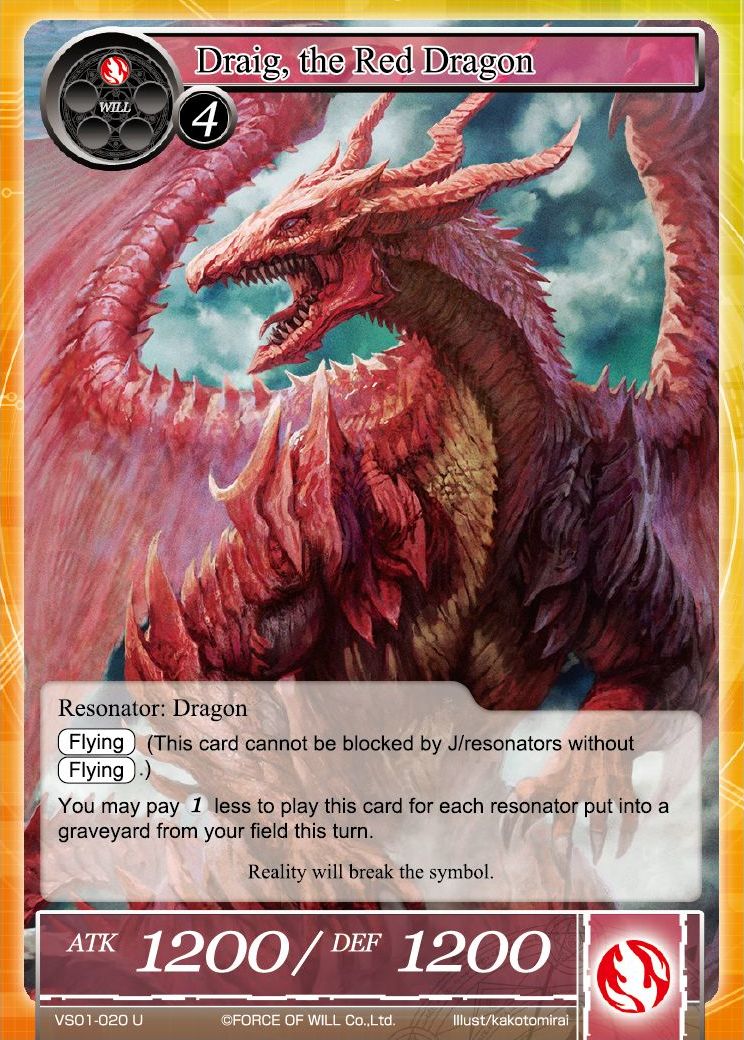 Draig, the Red Dragon
WILL
4
Resonator: Dragon
Flying (This card cannot be blocked by J/resonators without
Flying .)
You may pay 1 less to play this card for each resonator put into a
graveyard from your field this turn.
Reality will break the symbol.
ATK 1200 / DEF 1200
VS01-020 U ©FORCE OF WILL Co.,Ltd. Illust/kakotomirai